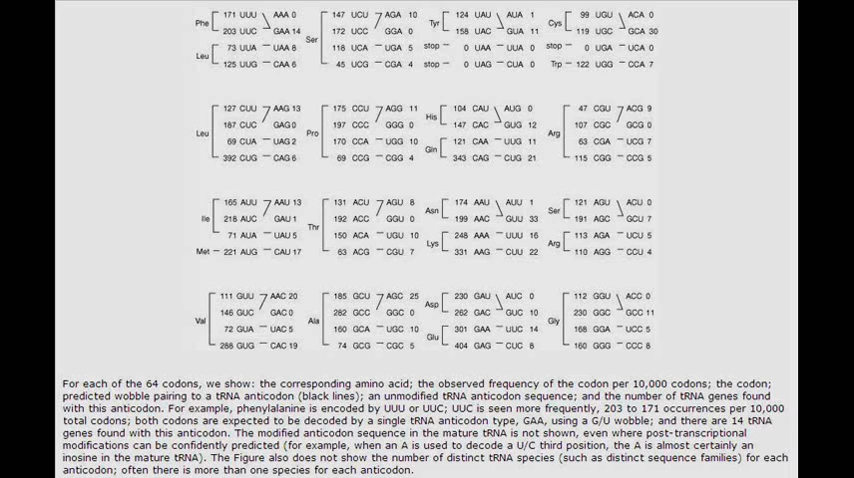 Phe 171 UUU AAA 0 Ser 147 UCU AGA 10 Tyr 124 UAU AUA 1 Cys 99 UGU ACA 0
203 UUC GAA 14 172 UCC GGA 0 158 UAC GUA 11 119 UGC GCA 30
Leu 73 UUA UAA 8 118 UCA UGA 5 stop 0 UAA UUA 0 stop 0 UGA UCA 0
125 UUG CAA 6 45 UCG CGA 4 stop 0 UAG CUA 0 Trp 122 UGG CCA 7
Leu 127 CUU AAG 13 Pro 175 CCU AGG 11 His 104 CAU AUG 0 Arg 47 CGU ACG 9
187 CUC GAG 0 197 CCC GGG 0 147 CAC GUG 12 107 CGC GCG 0
69 CUA UAG 2 170 CCA UGG 10 Gln 121 CAA UUG 11 63 CGA UCG 7
392 CUG CAG 6 69 CCG CGG 4 343 CAG CUG 21 115 CGG CCG 5
Ile 165 AUU AAU 13 Thr 131 ACU AGU 8 Asn 174 AAU AUU 1 Ser 121 AGU ACU 0
218 AUC GAU 1 192 ACC GGU 0 199 AAC GUU 33 191 AGC GCU 7
71 AUA UAU 5 150 ACA UGU 10 Lys 248 AAA UUU 16 Arg 113 AGA UCU 5
Met 221 AUG CAU 17 63 ACG CGU 7 331 AAG CUU 22 110 AGG CCU 4
Val 111 GUU AAC 20 Ala 185 GCU AGC 25 Asp 230 GAU AUC 0 Gly 112 GGU ACC 0
146 GUC GAC 0 282 GCC GGC 0 262 GAC GUC 10 230 GGC GCC 11
72 GUA UAC 5 160 GCA UGC 10 Glu 301 GAA UUC 14 168 GGA UCC 5
288 GUG CAC 19 74 GCG CGC 5 404 GAG CUC 8 160 GGG CCC 8
For each of the 64 codons, we show: the corresponding amino acid; the observed frequency of the codon per 10,000 codons; the codon;
predicted wobble pairing to a tRNA anticodon (black lines); an unmodified tRNA anticodon sequence; and the number of tRNA genes found
with this anticodon. For example, phenylalanine is encoded by UUU or UUC; UUC is seen more frequently, 203 to 171 occurrences per 10,000
total codons; both codons are expected to be decoded by a single tRNA anticodon type, GAA, using a G/U wobble; and there are 14 tRNA
genes found with this anticodon. The modified anticodon sequence in the mature tRNA is not shown, even where post-transcriptional
modifications can be confidently predicted (for example, when an A is used to decode a U/C third position, the A is almost certainly an
inosine in the mature tRNA). The Figure also does not show the number of distinct tRNA species (such as distinct sequence families) for each
anticodon; often there is more than one species for each anticodon.